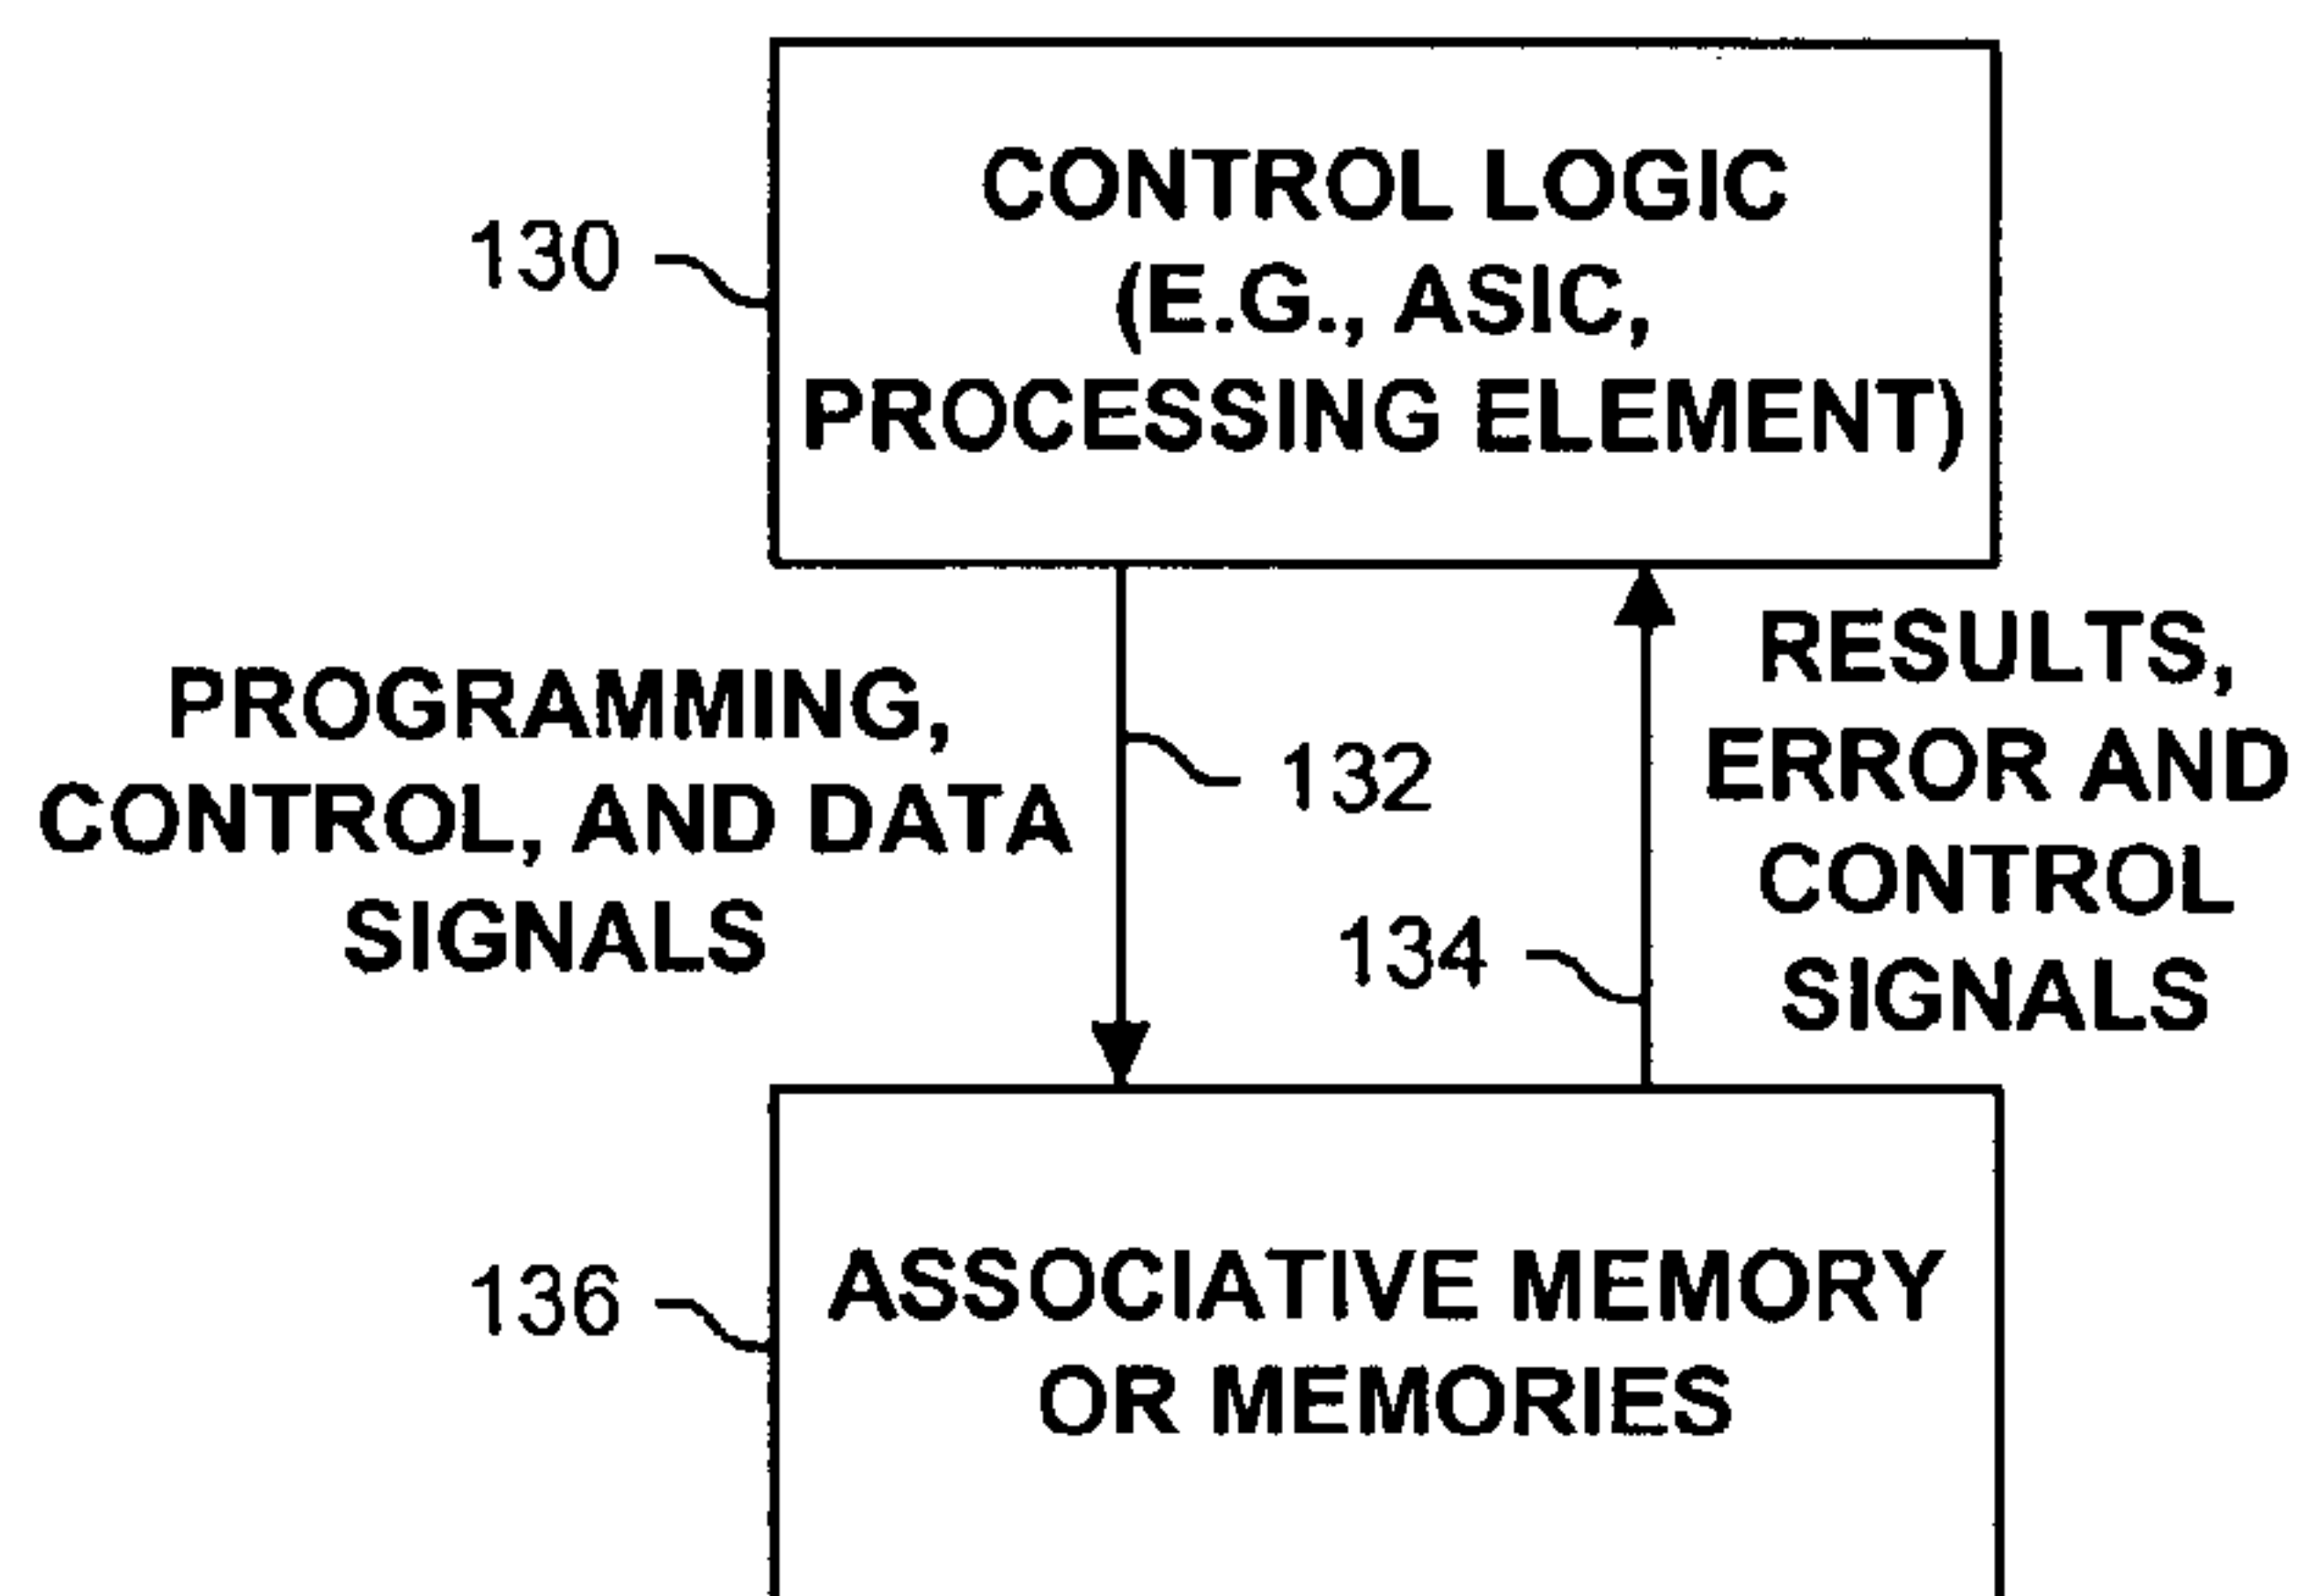 130
CONTROL LOGIC
(E.G., ASIC,
PROCESSING ELEMENT)
PROGRAMMING,
CONTROL, AND DATA
SIGNALS
132
134
RESULTS,
ERROR AND
CONTROL
SIGNALS
136
ASSOCIATIVE MEMORY
OR MEMORIES